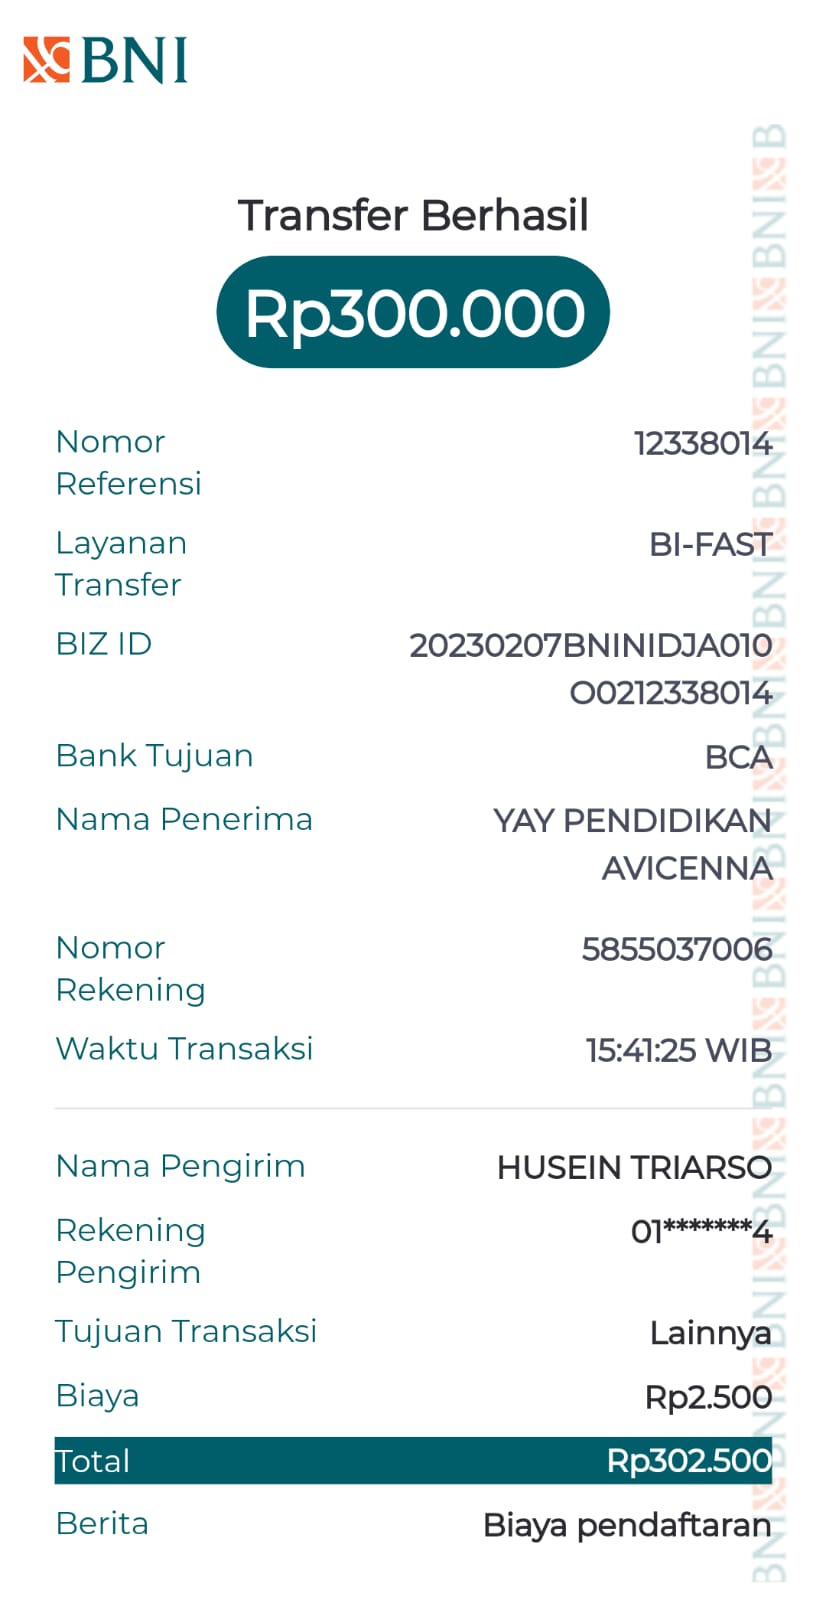 BNI
Transfer Berhasil
Rp300.000
Nomor
Referensi
12338014
Layanan
Transfer
BI-FAST
BIZ ID
20230207BNINIDJA010
O0212338014
Bank Tujuan
BCA
Nama Penerima
YAY PENDIDIKAN
AVICENNA
Nomor
Rekening
5855037006
Waktu Transaksi
15:41:25 WIB
Nama Pengirim
HUSEIN TRIARSO
Rekening
Pengirim
01*******4
Tujuan Transaksi
Lainnya
Biaya
Rp2.500
Total
Rp302.500
Berita
Biaya pendaftaran
BNI BNI BNI BNI BNI BNI BNI BNI BNI BNI BNI BNI B